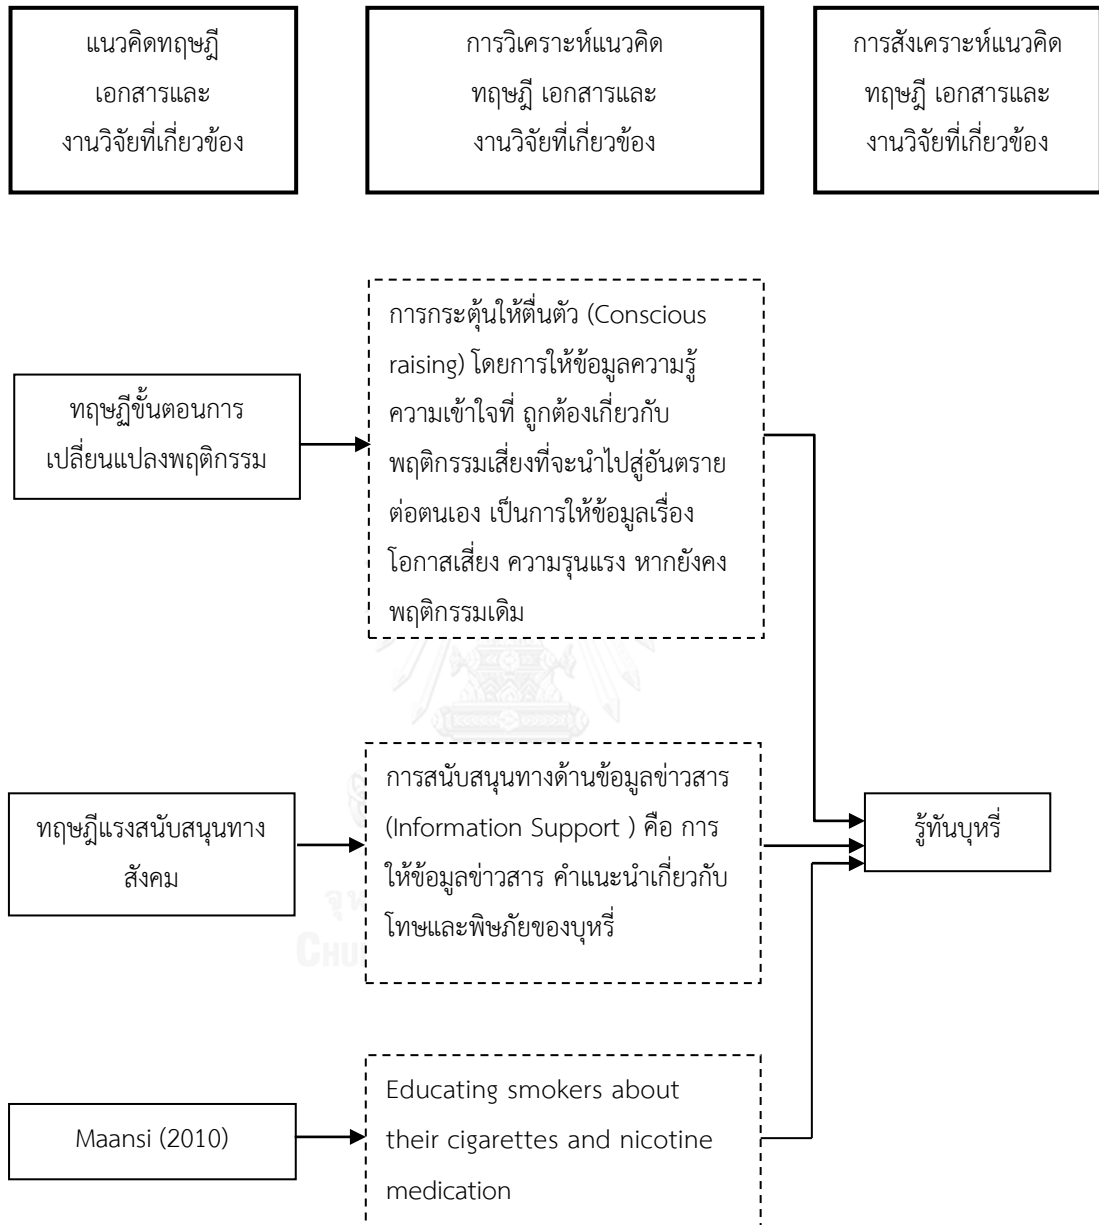 แนวคิดทฤษฎี
เอกสารและ
งานวิจัยที่เกี่ยวข้อง
การวิเคราะห์แนวคิด
ทฤษฎี เอกสารและ
งานวิจัยที่เกี่ยวข้อง
การสังเคราะห์แนวคิด
ทฤษฎี เอกสารและ
งานวิจัยที่เกี่ยวข้อง
ทฤษฏีขั้นตอนการ
เปลี่ยนแปลงพฤติกรรม
การกระตุ้นให้ตื่นตัว (Conscious
raising) โดยการให้ข้อมูลความรู้
ความเข้าใจที่ ถูกต้องเกี่ยวกับ
พฤติกรรมเสี่ยงที่จะนำไปสู่อันตราย
ต่อตนเอง เป็นการให้ข้อมูลเรื่อง
โอกาสเสี่ยง ความรุนแรง หากยังคง
พฤติกรรมเดิม
ทฤษฎีแรงสนับสนุนทาง
สังคม
การสนับสนุนทางด้านข้อมูลข่าวสาร
(Information Support ) คือ การ
ให้ข้อมูลข่าวสาร คำแนะนำเกี่ยวกับ
โทษและพิษภัยของบุหรี่
รู้ทันบุหรี่
Maansi (2010)
Educating smokers about
their cigarettes and nicotine
medication